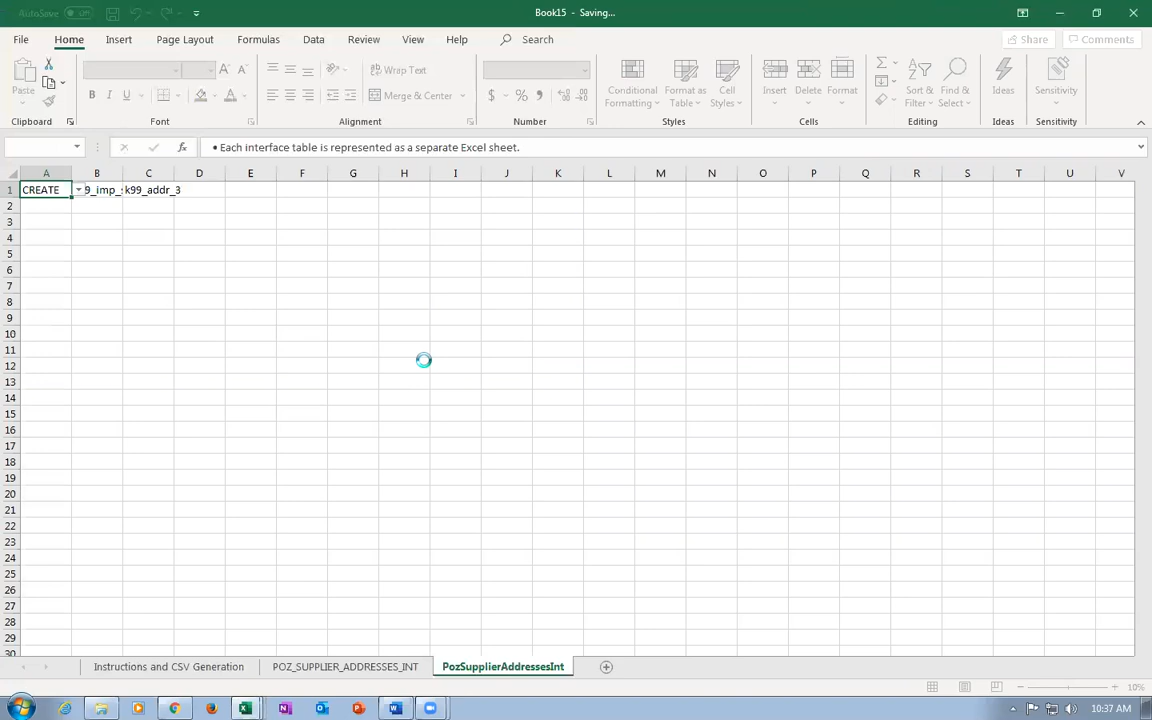 AutoSave Off
Book15 - Saving...
File Home Insert Page Layout Formulas Data Review View Help Search Share Comments
Paste
Clipboard
B I U
Font
Wrap Text
Merge & Center
Alignment
$ % ,
Number
Conditional Formatting
Format as Table
Cell Styles
Styles
Insert Delete Format
Cells
Sort & Filter
Find & Select
Editing
Ideas
Ideas
Sensitivity
Sensitivity
fx • Each interface table is represented as a separate Excel sheet.
A B C D E F G H I J K L M N O P Q R S T U V
1 CREATE 9_imp_s k99_addr_3
2
3
4
5
6
7
8
9
10
11
12
13
14
15
16
17
18
19
20
21
22
23
24
25
26
27
28
29
30
Instructions and CSV Generation POZ_SUPPLIER_ADDRESSES_INT PozSupplierAddressesInt
10%
10:37 AM